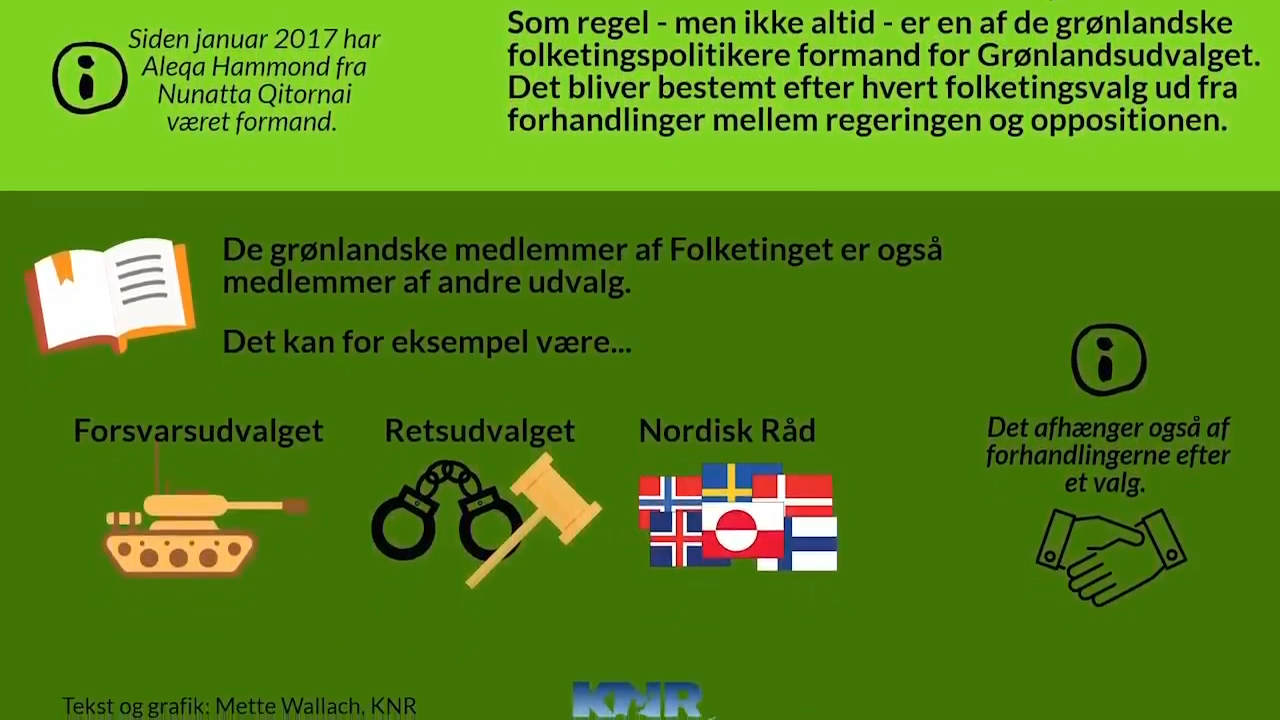 Siden januar 2017 har
Aleqa Hammond fra
Nunatta Qitornai
været formand.
Som regel - men ikke altid - er en af de grønlandske
folketingspolitikere formand for Grønlandsudvalget.
Det bliver bestemt efter hvert folketingsvalg ud fra
forhandlinger mellem regeringen og oppositionen.
De grønlandske medlemmer af Folketinget er også
medlemmer af andre udvalg.
Det kan for eksempel være...
Forsvarsudvalget
Retsudvalget
Nordisk Råd
Det afhænger også af
forhandlingerne efter
et valg.
Tekst og grafik: Mette Wallach, KNR
KNR